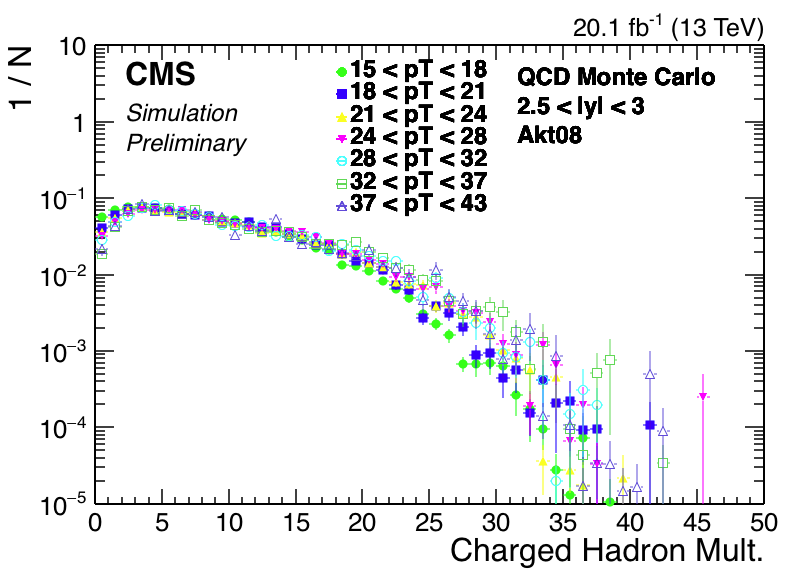 20.1 fb⁻¹ (13 TeV)
1 / N
10
1
10⁻¹
10⁻²
10⁻³
10⁻⁴
10⁻⁵
CMS
Simulation
Preliminary
15 < pT < 18
18 < pT < 21
21 < pT < 24
24 < pT < 28
28 < pT < 32
32 < pT < 37
37 < pT < 43
QCD Monte Carlo
2.5 < |y| < 3
Akt08
0 5 10 15 20 25 30 35 40 45 50
Charged Hadron Mult.